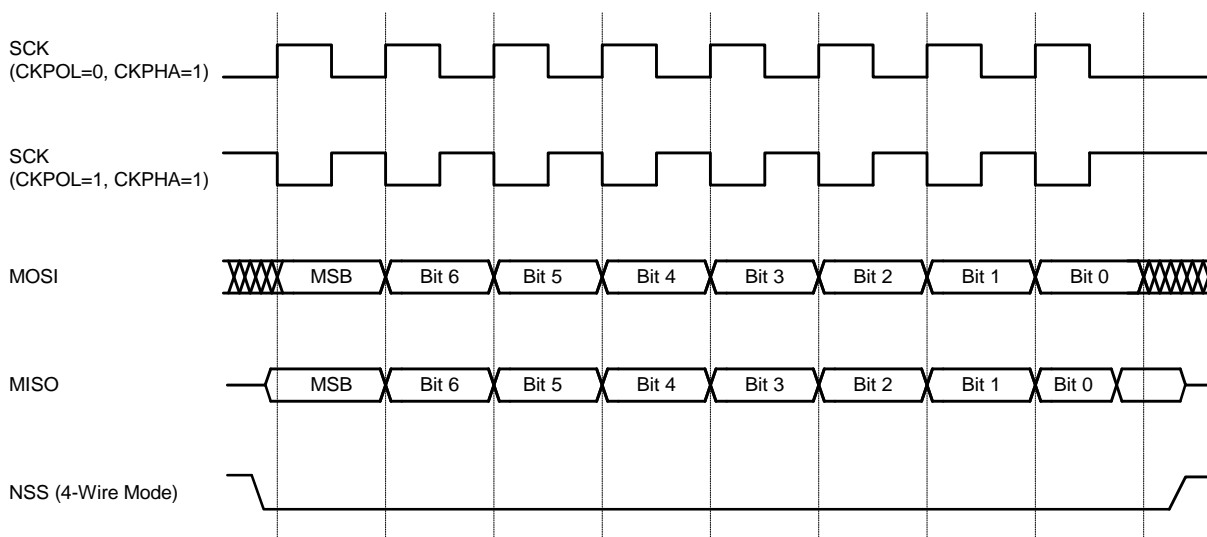 SCK
(CKPOL=0, CKPHA=1)
SCK
(CKPOL=1, CKPHA=1)
MOSI
MSB Bit 6 Bit 5 Bit 4 Bit 3 Bit 2 Bit 1 Bit 0
MISO
MSB Bit 6 Bit 5 Bit 4 Bit 3 Bit 2 Bit 1 Bit 0
NSS (4-Wire Mode)